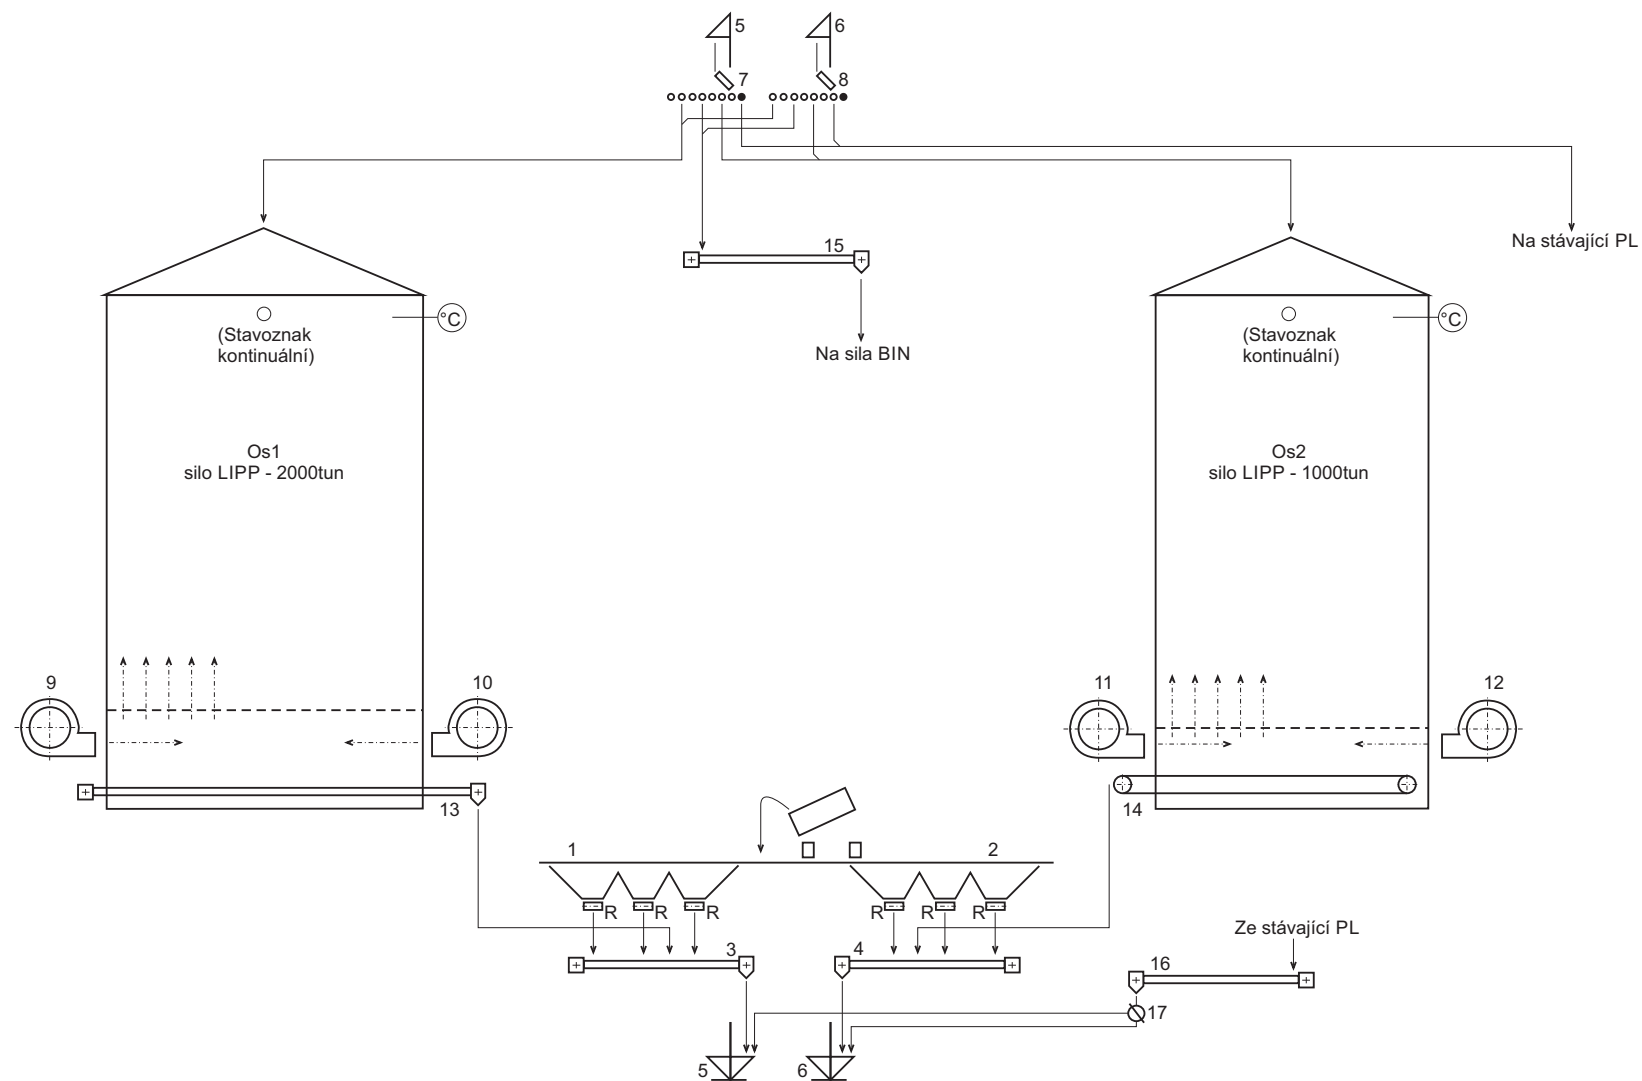 5
6
7
8
Na stávající PL
15
Na sila BIN
°C
(Stavoznak
kontinuální)
°C
(Stavoznak
kontinuální)
Os1
silo LIPP - 2000tun
Os2
silo LIPP - 1000tun
9
10
11
12
13
14
1
2
R
R
R
R
R
R
3
4
Ze stávající PL
16
17
5
6